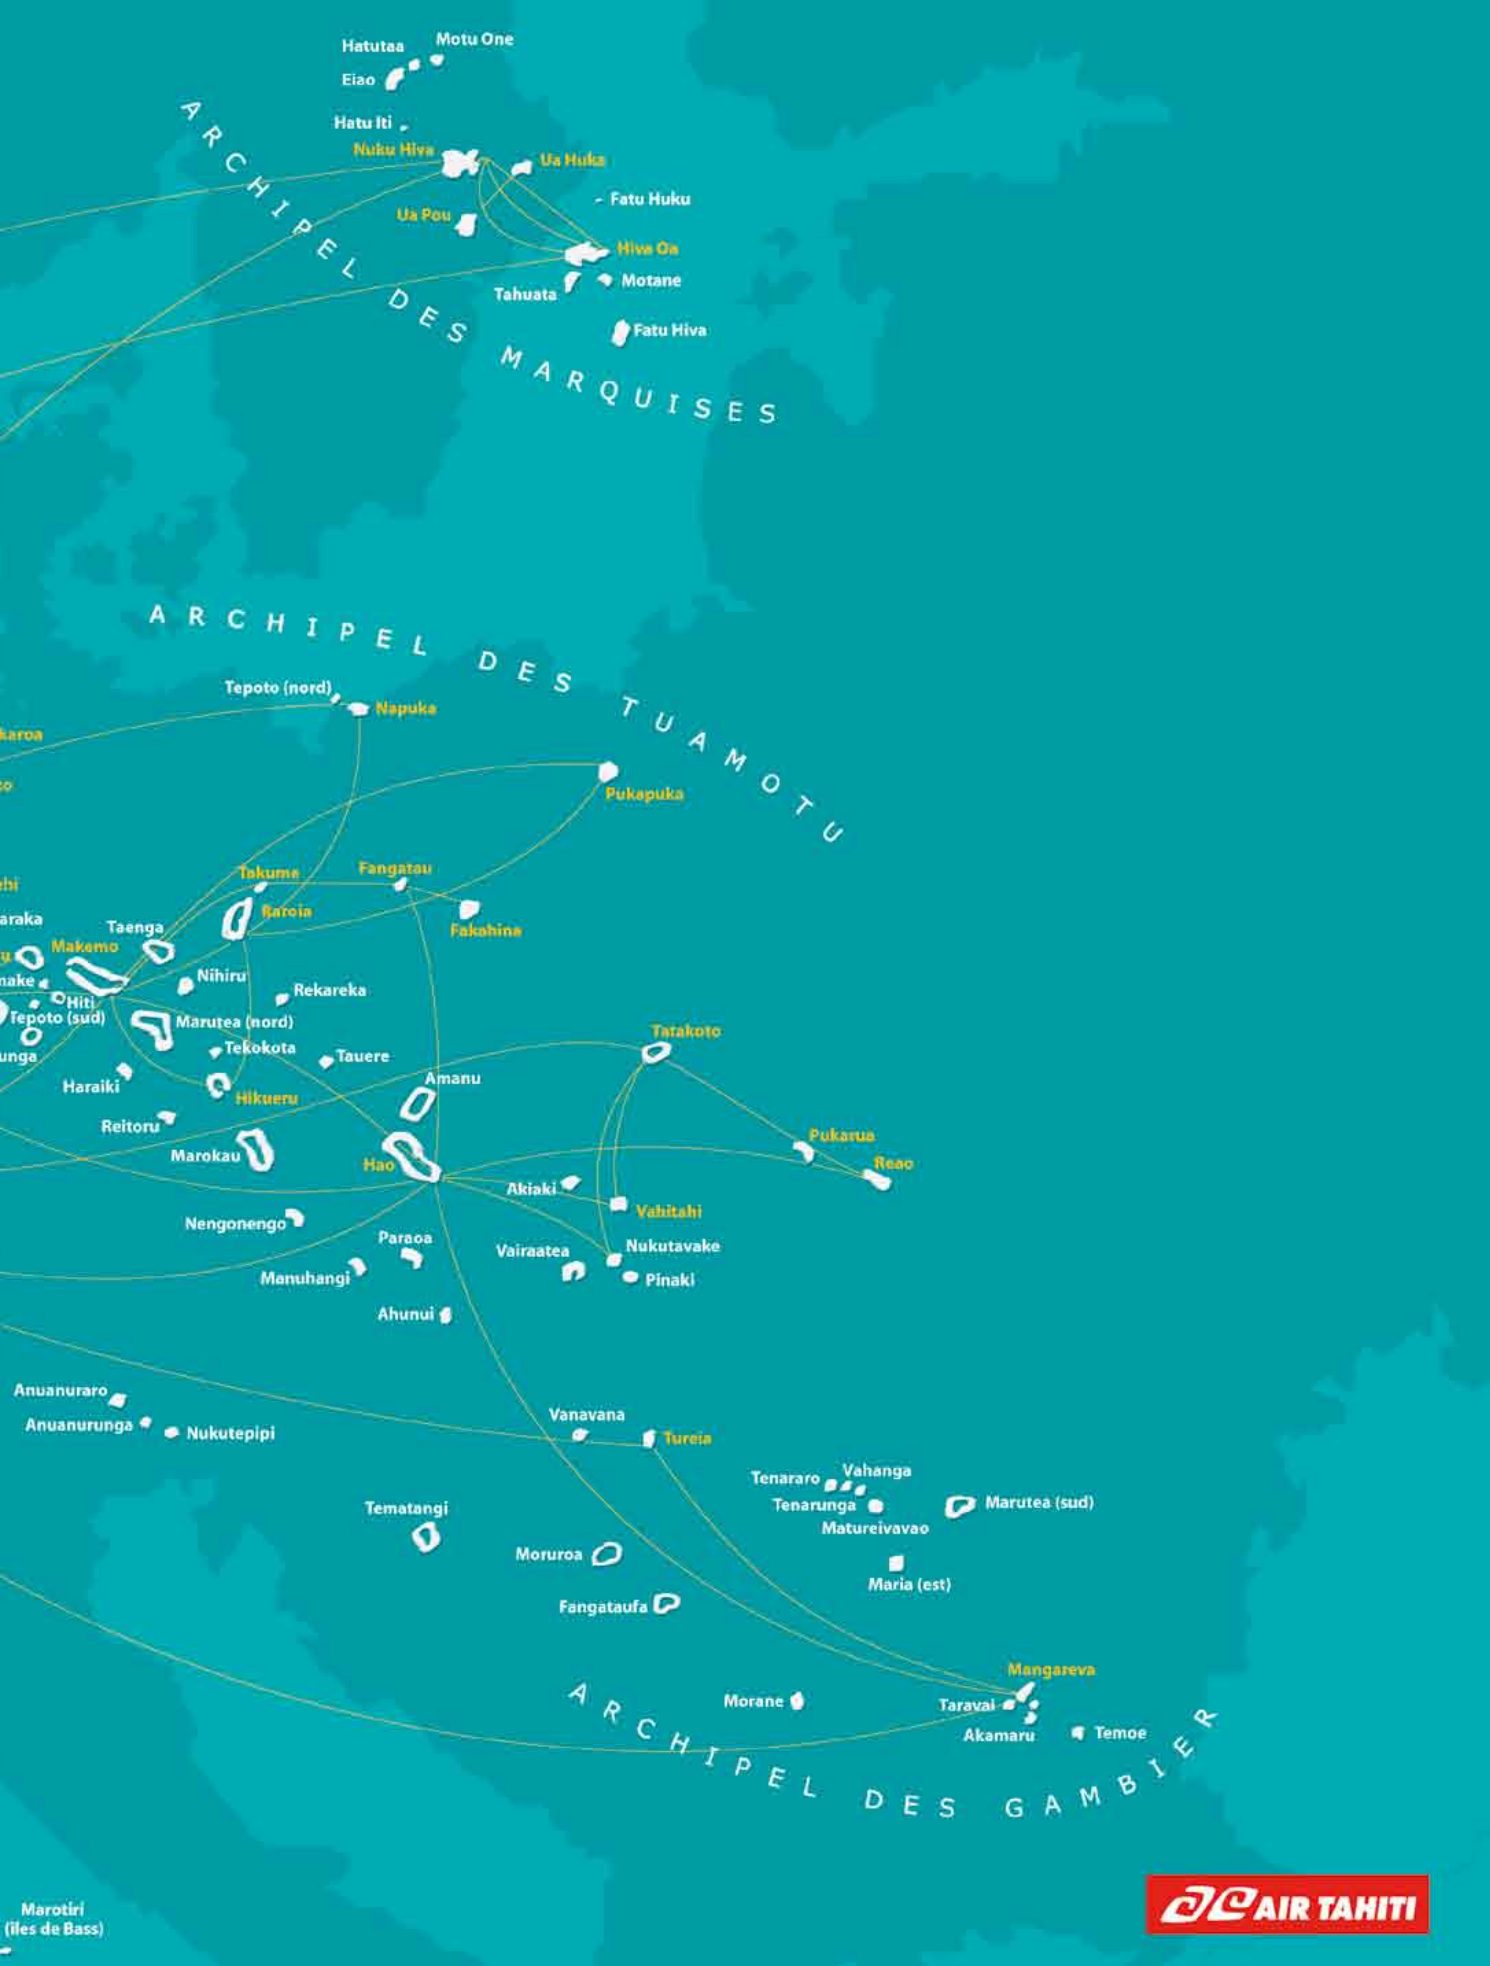 Hatutaa
Motu One
Eiao
Hatu Iti
Nuku Hiva
Ua Huka
Fatu Huku
Ua Pou
Hiva Oa
Motane
Tahuata
Fatu Hiva
ARCHIPEL DES MARQUISES
ARCHIPEL DES TUAMOTU
Tepoto (nord)
Napuka
karoa
Pukapuka
Takume
Fangatau
Raroia
Fakahina
araka
Taenga
Makemo
Nihiru
Rekareka
Hiti
Tepoto (sud)
Marutea (nord)
Tekokota
Tauere
unga
Haraiki
Hikueru
Amanu
Tatakoto
Reitoru
Marokau
Hao
Pukarua
Reao
Akiaki
Vahitahi
Nengonengo
Paraoa
Vairaatea
Nukutavake
Manuhangi
Pinaki
Ahunui
Anuanuraro
Anuanurunga
Nukutepipi
Vanavana
Tureia
Tenararo
Vahanga
Tenarunga
Marutea (sud)
Matureivavao
Tematangi
Moruroa
Maria (est)
Fangataufa
Mangareva
Morane
Taravai
Akamaru
Temoe
ARCHIPEL DES GAMBIER
Marotiri
(îles de Bass)
AIR TAHITI